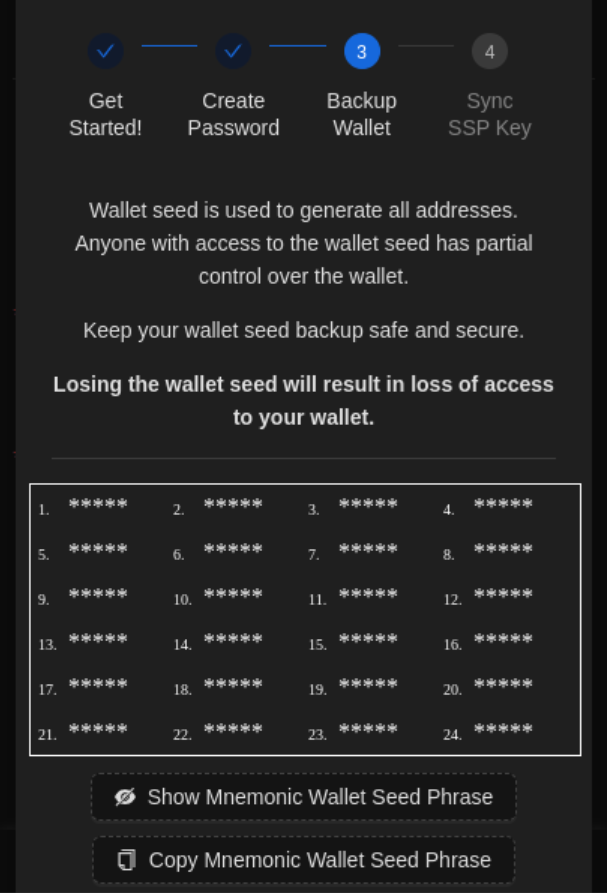 3 4
Get Create Backup Sync
Started! Password Wallet SSP Key
Wallet seed is used to generate all addresses.
Anyone with access to the wallet seed has partial
control over the wallet.
Keep your wallet seed backup safe and secure.
Losing the wallet seed will result in loss of access
to your wallet.
1. ***** 2. ***** 3. ***** 4. *****
5. ***** 6. ***** 7. ***** 8. *****
9. ***** 10. ***** 11. ***** 12. *****
13. ***** 14. ***** 15. ***** 16. *****
17. ***** 18. ***** 19. ***** 20. *****
21. ***** 22. ***** 23. ***** 24. *****
Show Mnemonic Wallet Seed Phrase
Copy Mnemonic Wallet Seed Phrase